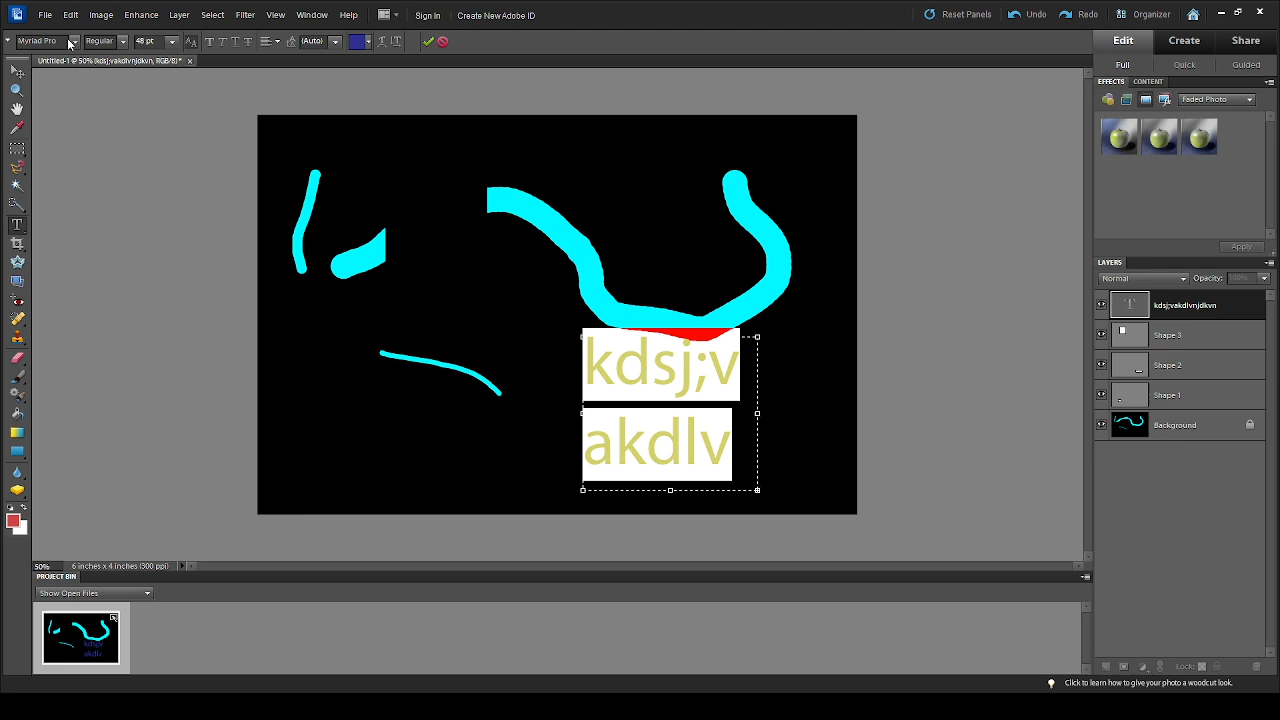 File Edit Image Enhance Layer Select Filter View Window Help Sign In Create New Adobe ID Reset Panels Undo Redo Organizer
Myriad Pro Regular 48 pt (Auto) Edit Create Share
Untitled-1 @ 50% (kdsj;vakdlvnjdkvn, RGB/8) * Full Quick Guided
EFFECTS CONTENT
Faded Photo
Apply
LAYERS
Normal Opacity: 100%
kdsj;vakdlvnjdkvn
Shape 3
Shape 2
Shape 1
Background
kdsj;v
akdlv
50% 6 inches x 4 inches (300 ppi)
PROJECT BIN
Show Open Files
kdsj;v
akdlv
Lock:
Click to learn how to give your photo a woodcut look.